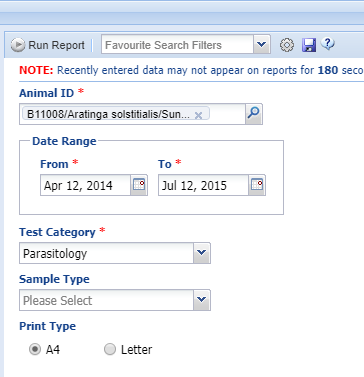 Run Report Favourite Search Filters
NOTE: Recently entered data may not appear on reports for 180 seco
Animal ID *
B11008/Aratinga solstitialis/Sun... x
Date Range
From * To *
Apr 12, 2014 Jul 12, 2015
Test Category *
Parasitology
Sample Type
Please Select
Print Type
A4 Letter